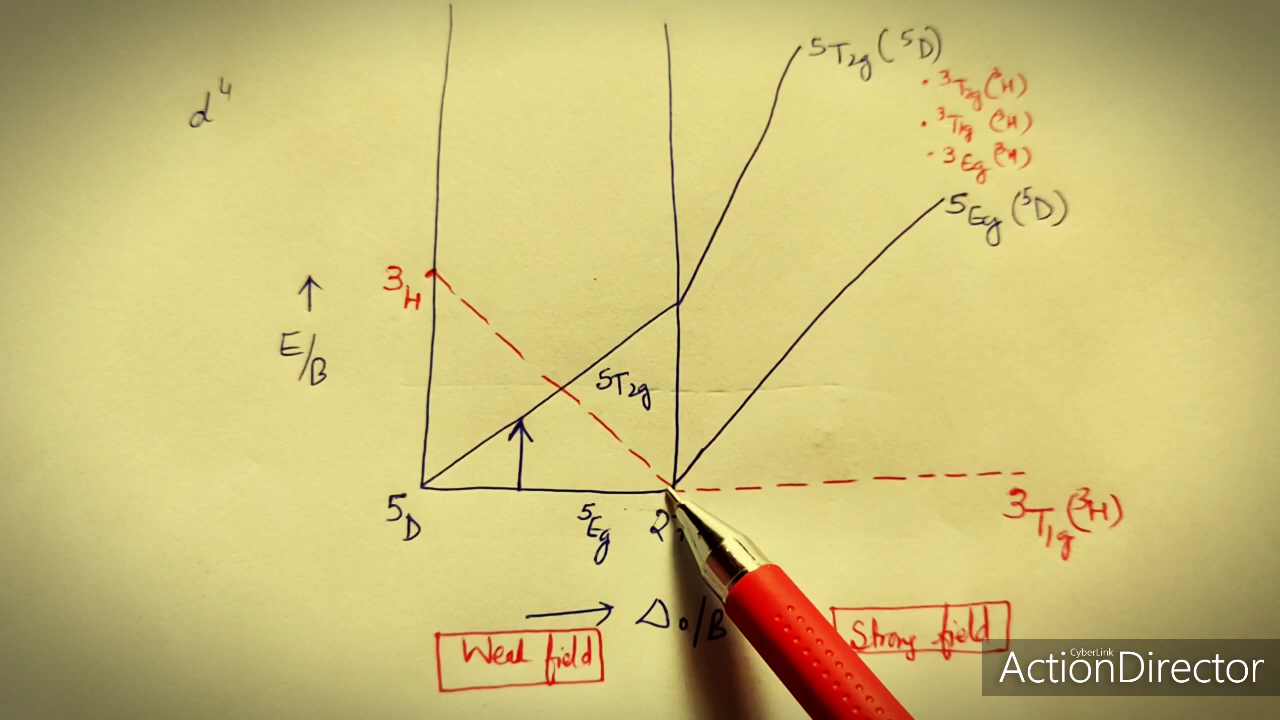 ⁵T₂g (⁵D)
· ³T₂g (³H)
· ³T₁g (³H)
· ³Eg (³H)
d⁴
⁵Eg (⁵D)
³H
E/B
⁵T₂g
⁵D
⁵Eg
³T₁g (³H)
Δ₀/B
Weak field
Strong field
CyberLink
ActionDirector